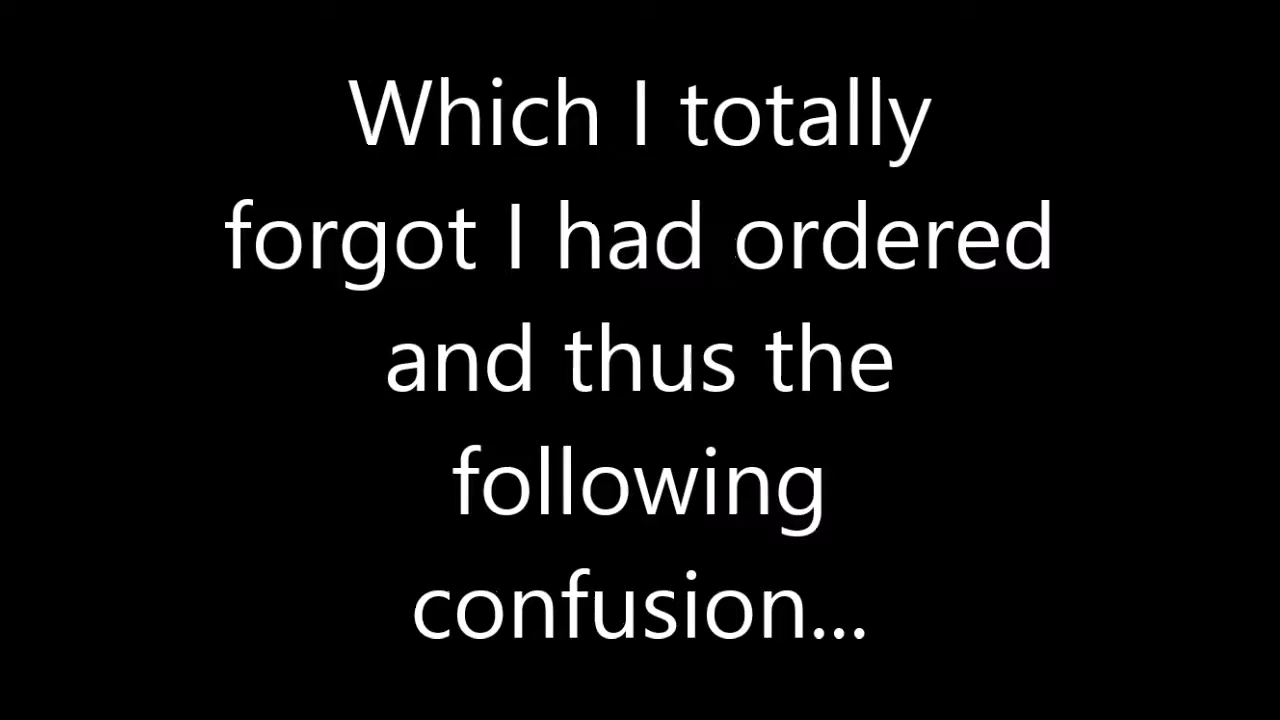 Which I totally
forgot I had ordered
and thus the
following
confusion...